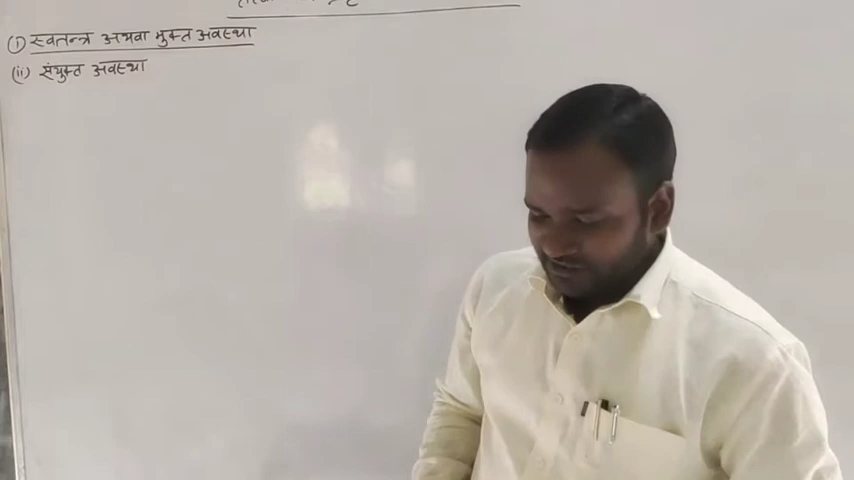 (i) स्वतन्त्र अथवा मुक्त अवस्था
(ii) संयुक्त अवस्था